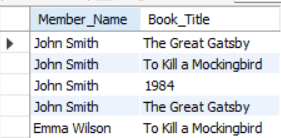 Member_Name Book_Title
John Smith The Great Gatsby
John Smith To Kill a Mockingbird
John Smith 1984
John Smith The Great Gatsby
Emma Wilson To Kill a Mockingbird